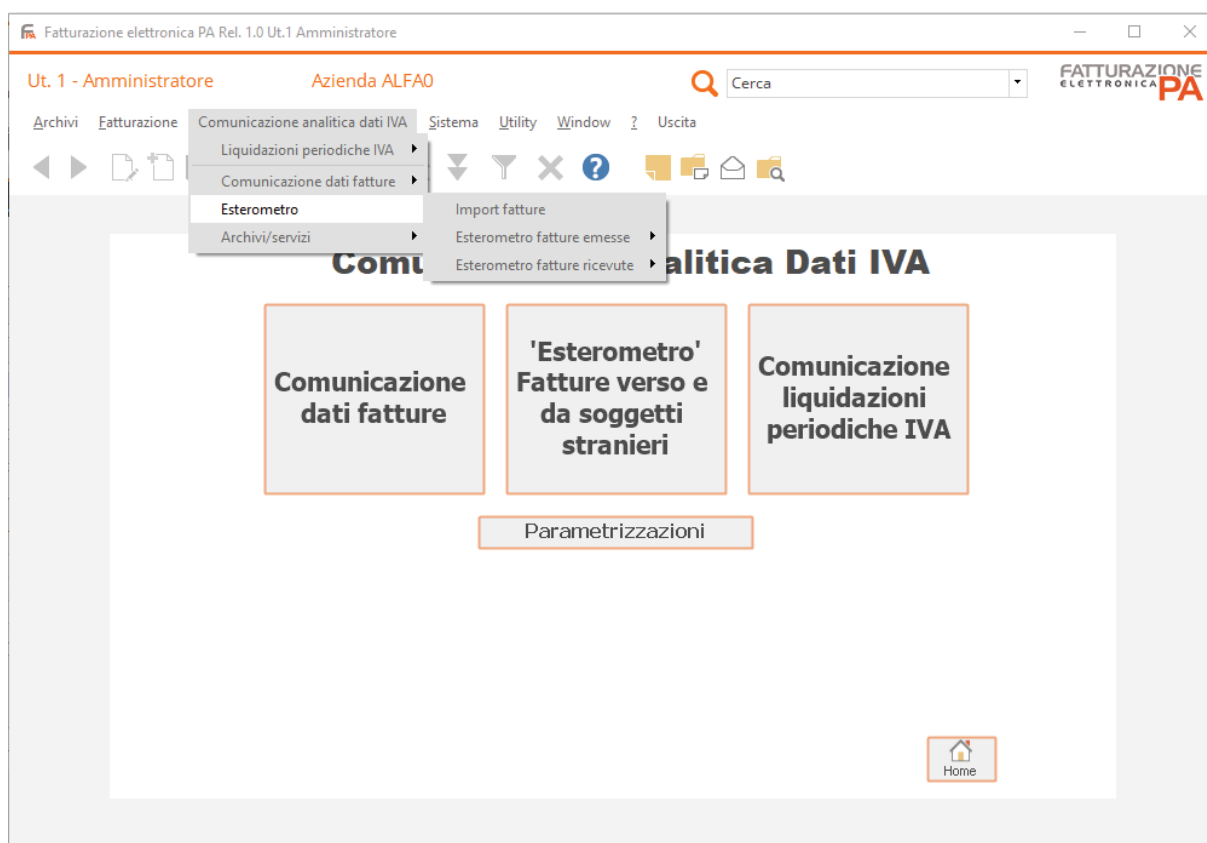 Fatturazione elettronica PA Rel. 1.0 Ut.1 Amministratore
Ut. 1 - Amministratore
Azienda ALFA0
Cerca
FATTURAZIONE
ELETTRONICA PA
Archivi Fatturazione Comunicazione analitica dati IVA Sistema Utility Window ? Uscita
Liquidazioni periodiche IVA
Comunicazione dati fatture
Esterometro
Archivi/servizi
Import fatture
Esterometro fatture emesse
Esterometro fatture ricevute
Dati IVA
Comunicazione
dati fatture
'Esterometro'
Fatture verso e
da soggetti
stranieri
Comunicazione
liquidazioni
periodiche IVA
Parametrizzazioni
Home